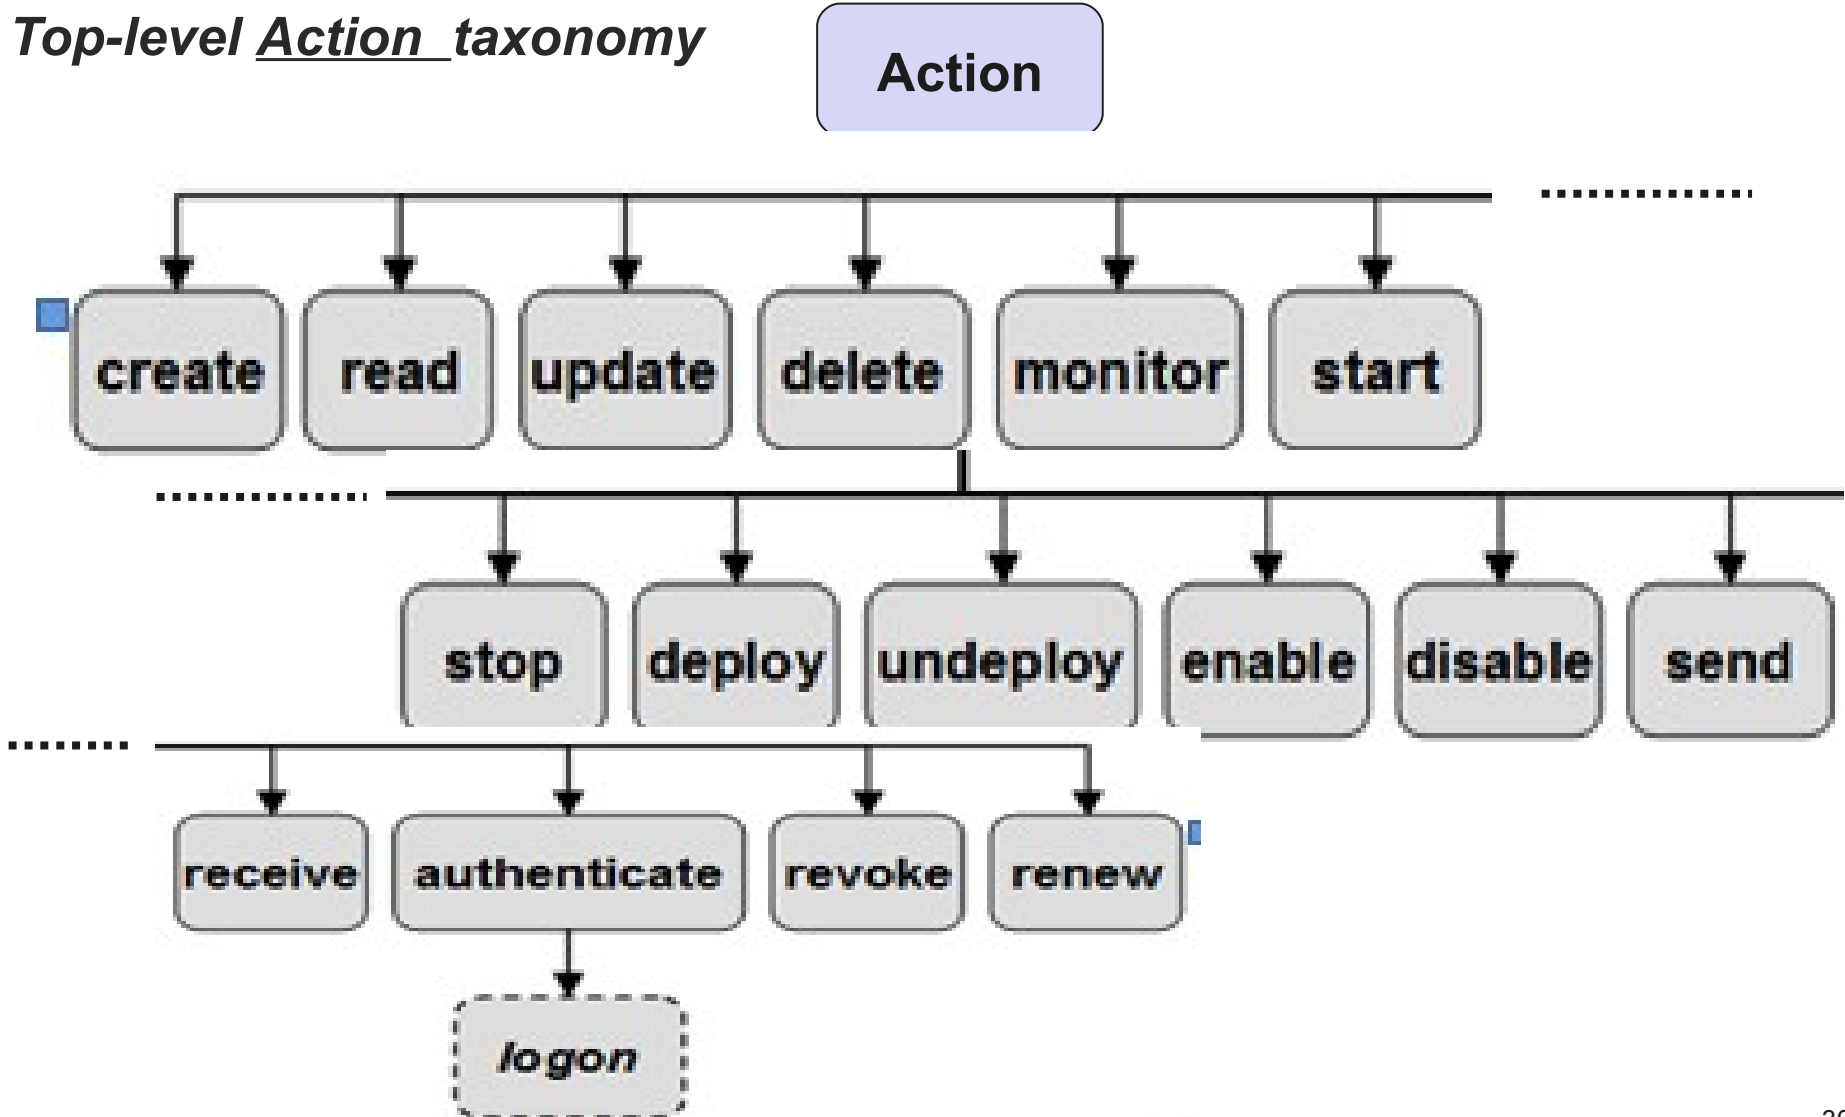 Top-level Action taxonomy
Action
create read update delete monitor start
stop deploy undeploy enable disable send
receive authenticate revoke renew
logon